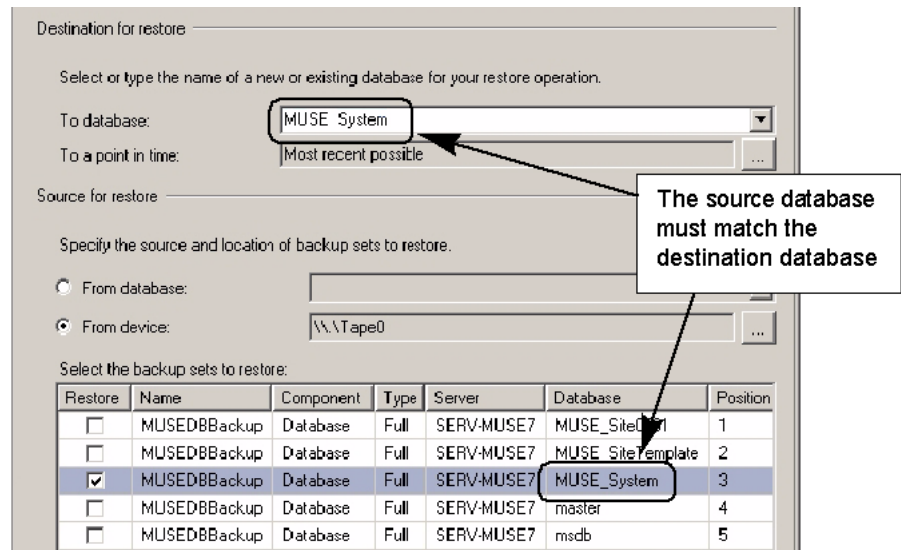 Destination for restore
Select or type the name of a new or existing database for your restore operation.
To database: MUSE_System
To a point in time: Most recent possible ...
Source for restore
The source database
must match the
destination database
Specify the source and location of backup sets to restore.
From database:
From device: \\.\Tape0 ...
Select the backup sets to restore:
Restore Name Component Type Server Database Position
MUSEDBBackup Database Full SERV-MUSE7 1
MUSEDBBackup Database Full SERV-MUSE7 MUSE_SiteTemplate 2
MUSEDBBackup Database Full SERV-MUSE7 MUSE_System 3
MUSEDBBackup Database Full SERV-MUSE7 master 4
MUSEDBBackup Database Full SERV-MUSE7 msdb 5